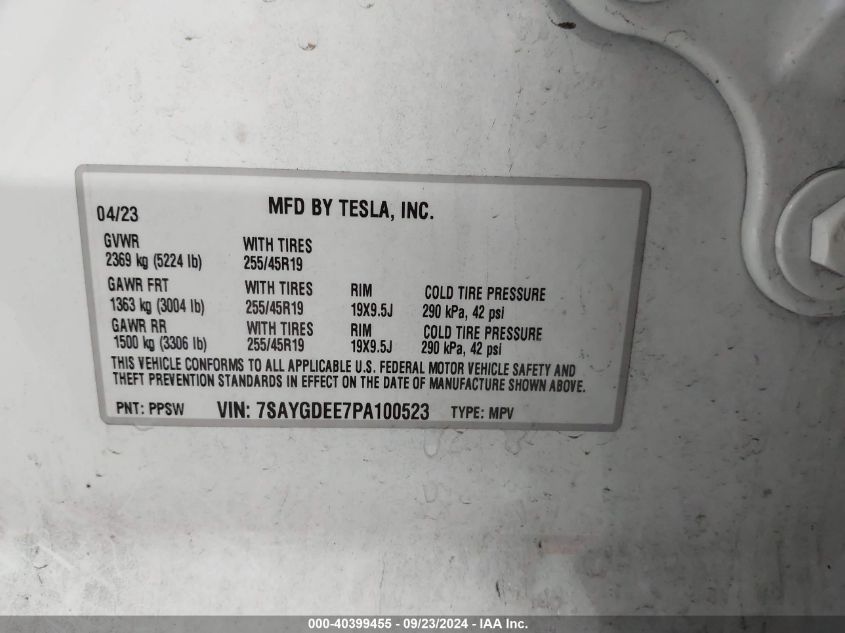 04/23 MFD BY TESLA, INC.
GVWR WITH TIRES
2369 kg (5224 lb) 255/45R19
GAWR FRT WITH TIRES RIM COLD TIRE PRESSURE
1363 kg (3004 lb) 255/45R19 19X9.5J 290 kPa, 42 psi
GAWR RR WITH TIRES RIM COLD TIRE PRESSURE
1500 kg (3306 lb) 255/45R19 19X9.5J 290 kPa, 42 psi
THIS VEHICLE CONFORMS TO ALL APPLICABLE U.S. FEDERAL MOTOR VEHICLE SAFETY AND
THEFT PREVENTION STANDARDS IN EFFECT ON THE DATE OF MANUFACTURE SHOWN ABOVE.
PNT: PPSW VIN: 7SAYGDEE7PA100523 TYPE: MPV
000-40399455 - 09/23/2024 - IAA Inc.